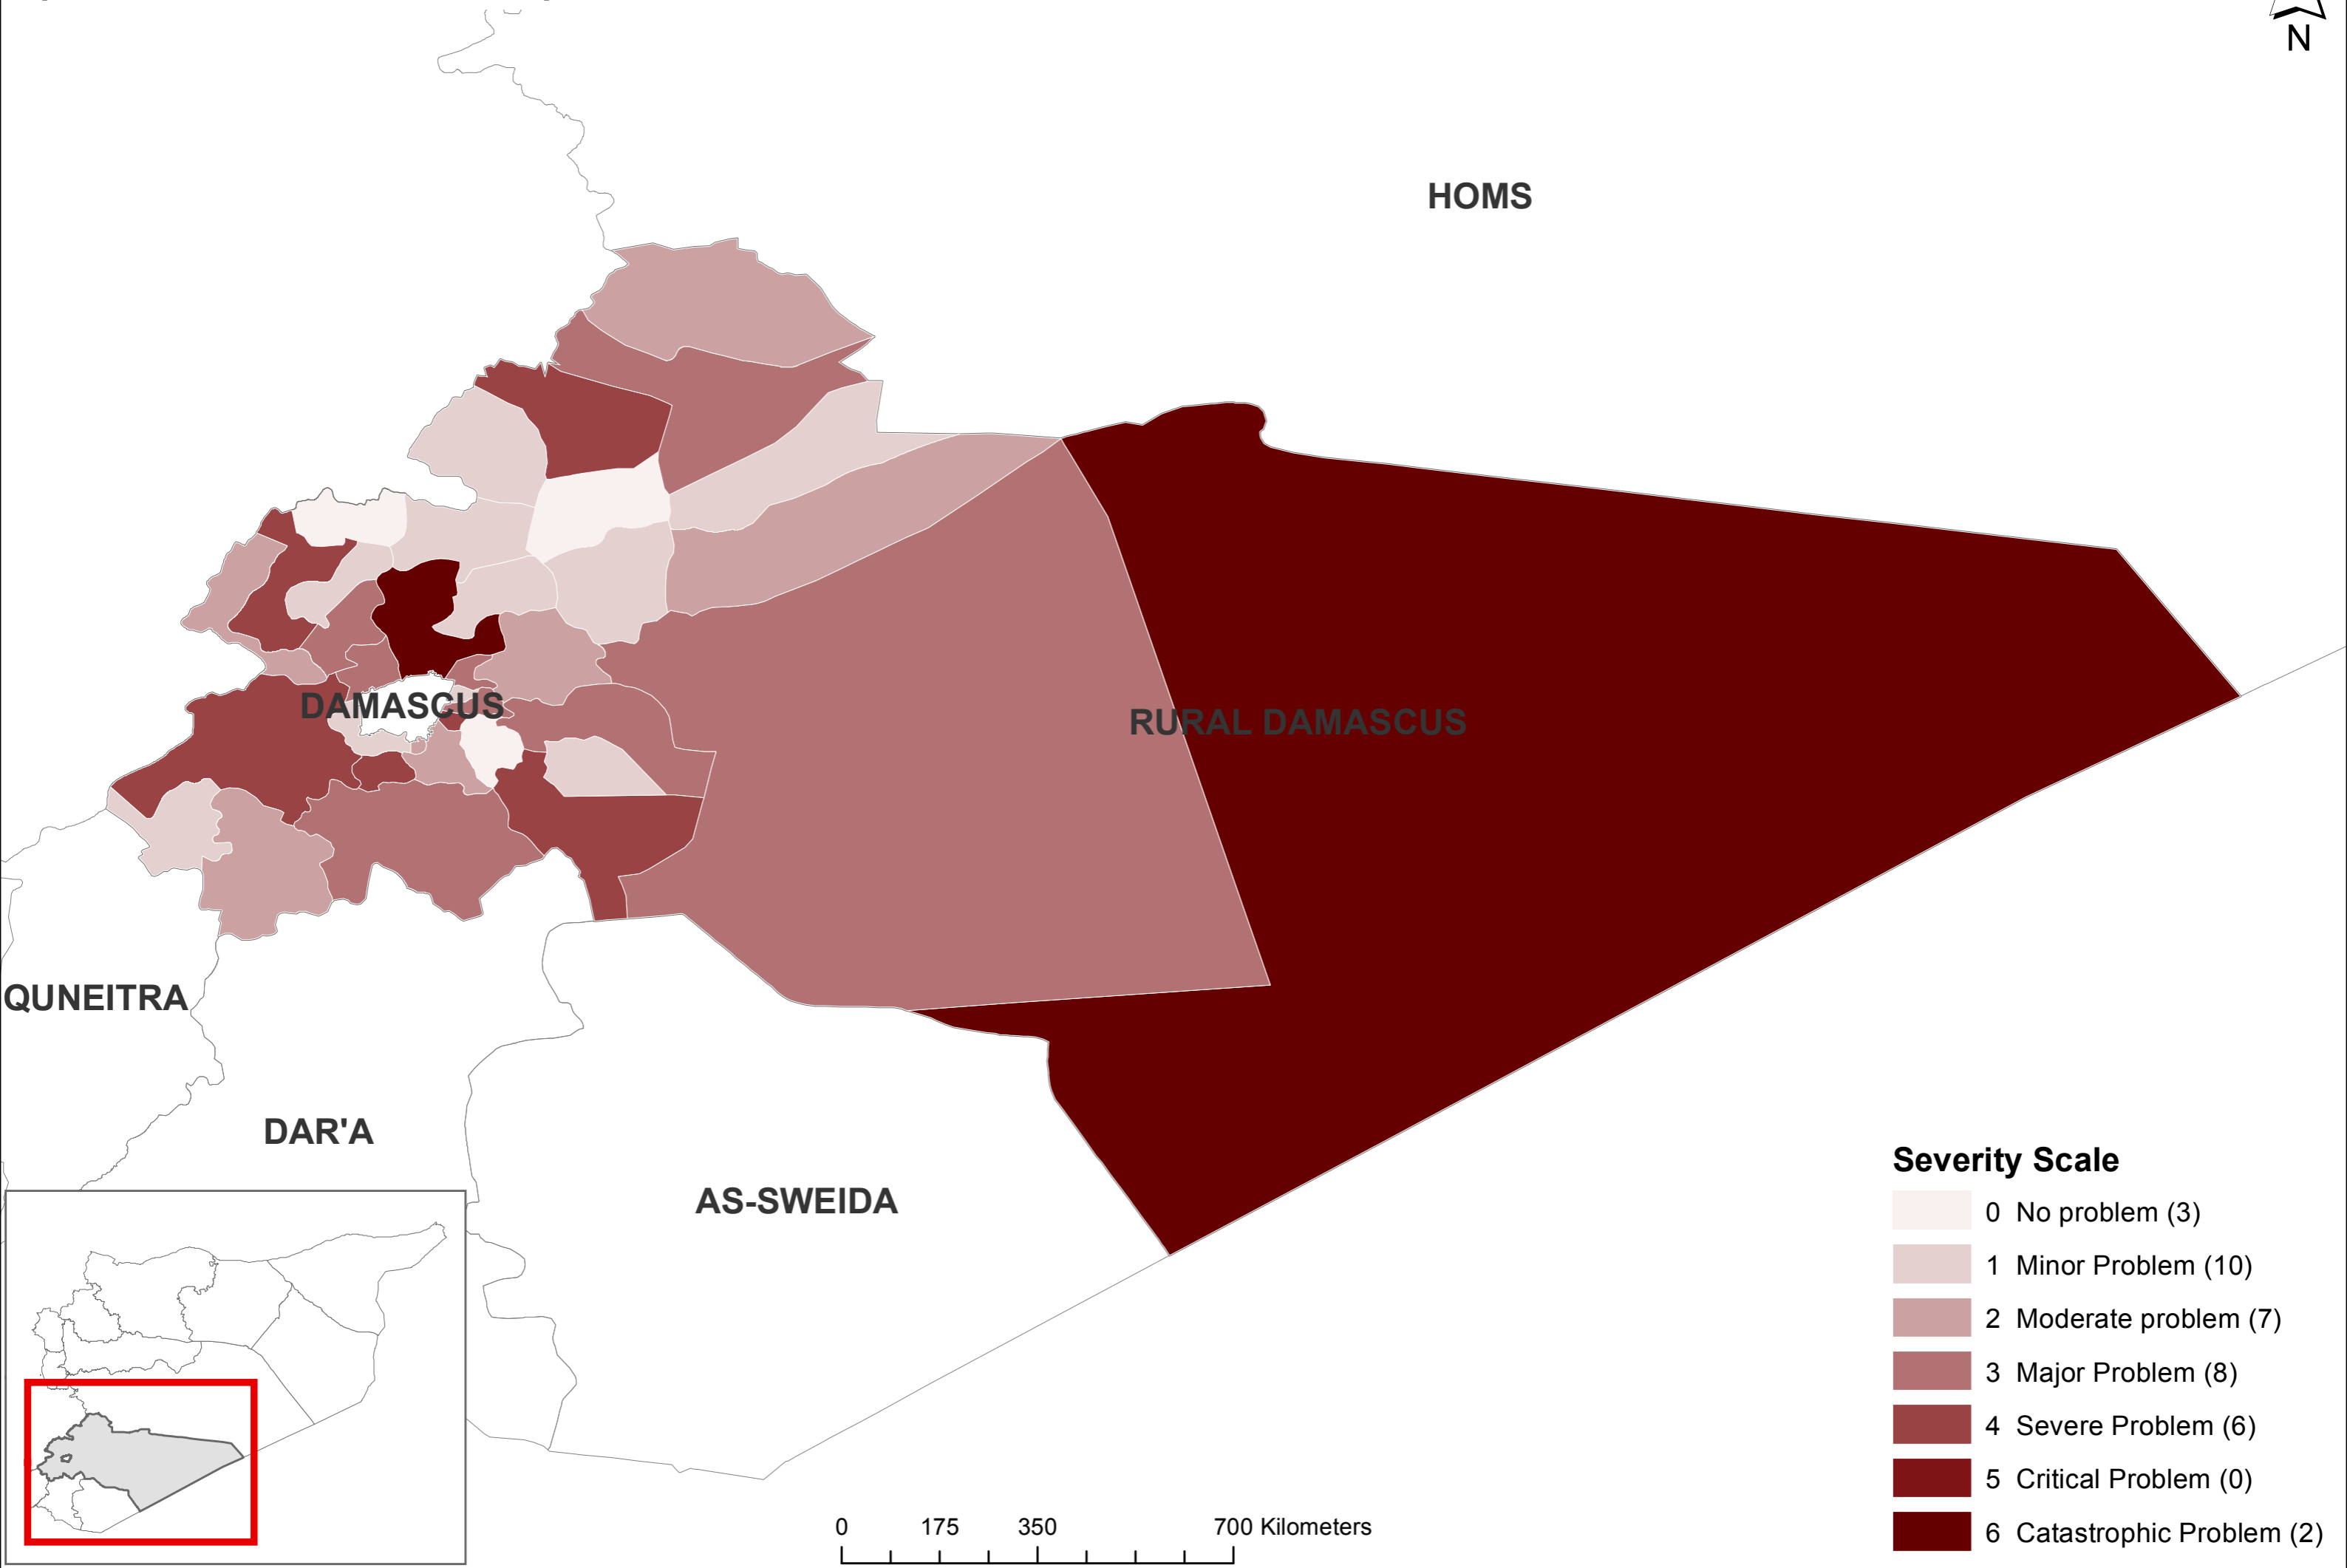 N
HOMS
DAMASCUS
RURAL DAMASCUS
QUNEITRA
DAR'A
AS-SWEIDA
Severity Scale
0 No problem (3)
1 Minor Problem (10)
2 Moderate problem (7)
3 Major Problem (8)
4 Severe Problem (6)
5 Critical Problem (0)
6 Catastrophic Problem (2)
0 175 350 700 Kilometers